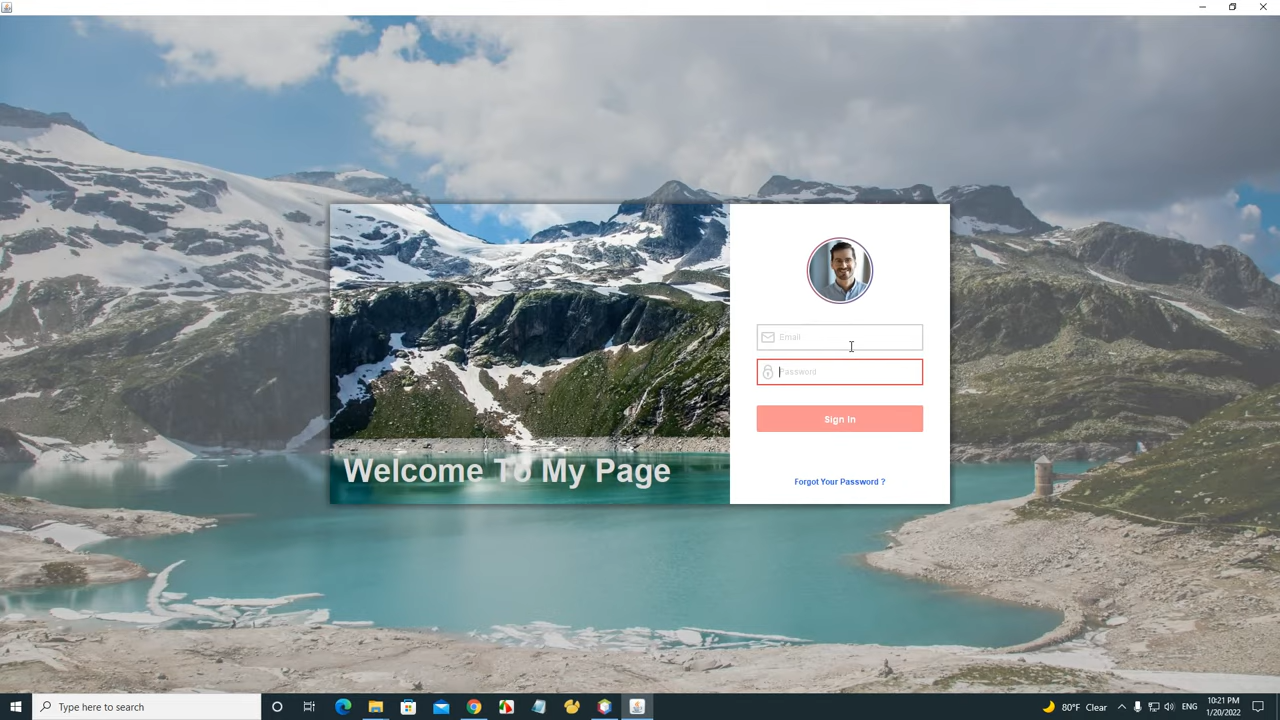 Email
Password
Sign In
Welcome To My Page
Forgot Your Password ?
Type here to search
80°F Clear
ENG
10:21 PM
1/20/2022